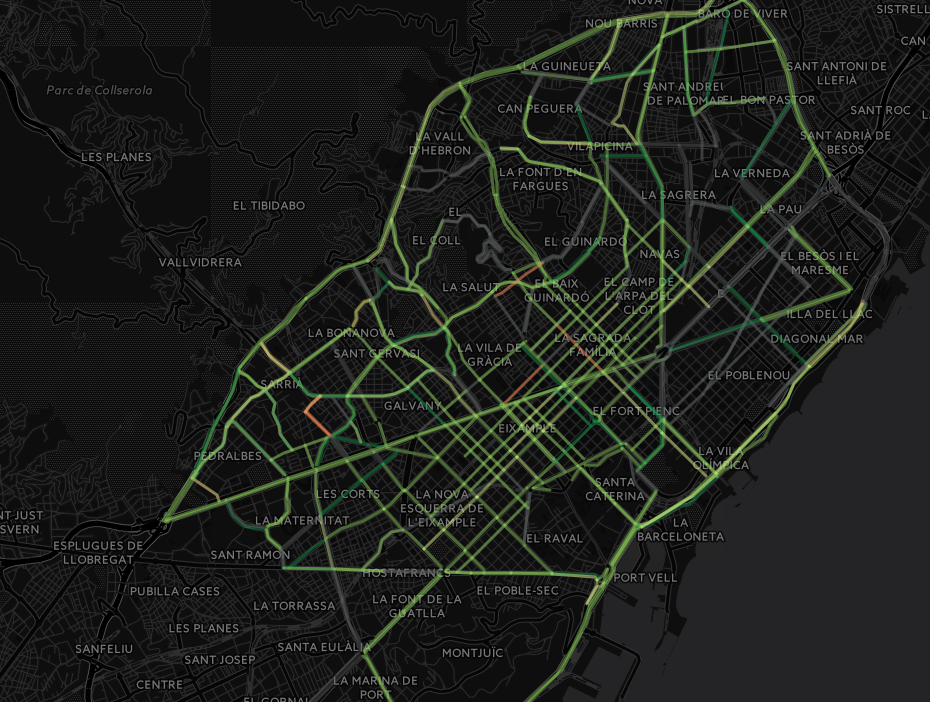 NOVA
SISTRELL
BARÓ DE VIVER
NOU BARRIS
CAN
LA GUINEUETA
SANT ANTONI DE
LLEFIÀ
Parc de Collserola
SANT ANDREU
DE PALOMAR
EL BON PASTOR
CAN PEGUERA
SANT ROC
LA VALL
D'HEBRON
SANT ADRIÀ DE
BESÒS
VILAPICINA
LES PLANES
LA FONT D'EN
FARGUES
LA VERNEDA
LA SAGRERA
EL TIBIDABO
EL
LA PAU
EL COLL
EL GUINARDÓ
NAVAS
VALLVIDRERA
EL BESÒS I EL
MARESME
LA SALUT
EL BAIX
GUINARDÓ
EL CAMP DE
L'ARPA DEL
CLOT
ILLA DEL LLAC
LA BONANOVA
LA SAGRADA
FAMÍLIA
DIAGONAL MAR
SANT GERVASI
LA VILA DE
GRÀCIA
EL POBLENOU
SARRIÀ
GALVANY
EL FORT PIENC
EIXAMPLE
PEDRALBES
LA VILA
OLÍMPICA
LES CORTS
LA NOVA
ESQUERRA DE
L'EIXAMPLE
SANTA
CATERINA
NT JUST
SVERN
LA MATERNITAT
LA
BARCELONETA
EL RAVAL
ESPLUGUES DE
LLOBREGAT
SANT RAMON
HOSTAFRANCS
PORT VELL
PUBILLA CASES
EL POBLE-SEC
LA TORRASSA
LA FONT DE LA
GUATLLA
LES PLANES
SANFELIU
SANTA EULÀLIA
MONTJUÏC
SANT JOSEP
CENTRE
LA MARINA DE
PORT
EL GORNAL